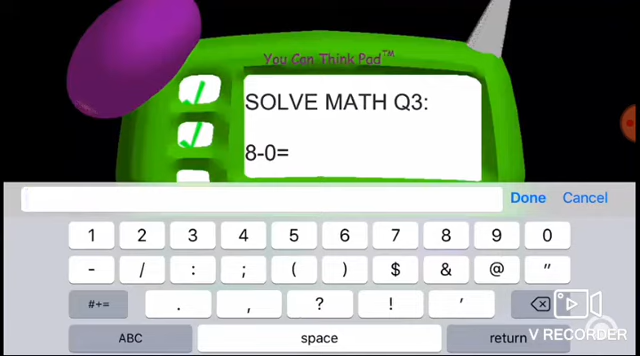 You Can Think Pad™
SOLVE MATH Q3:
8-0=
Done Cancel
1 2 3 4 5 6 7 8 9 0
- / : ; ( ) $ & @ "
#+= . , ? ! '
ABC space return
V RECORDER